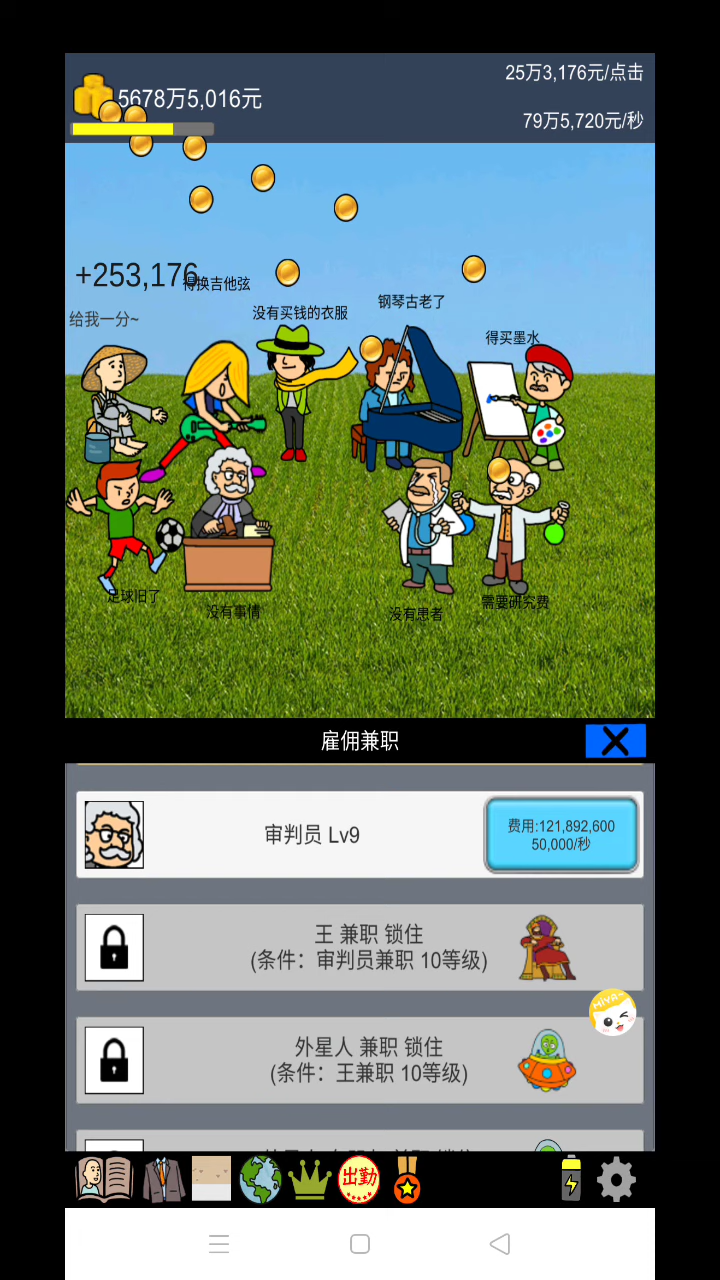 25万3,176元/点击
5678万5,016元
79万5,720元/秒
+253,176
得换吉他弦
给我一分~
没有买钱的衣服
钢琴古老了
得买墨水
足球旧了
没有事情
没有患者
需要研究费
雇佣兼职
X
审判员 Lv9
费用:121,892,600
50,000/秒
王 兼职 锁住
(条件：审判员兼职 10等级)
MIYA~
外星人 兼职 锁住
(条件：王兼职 10等级)
出勤